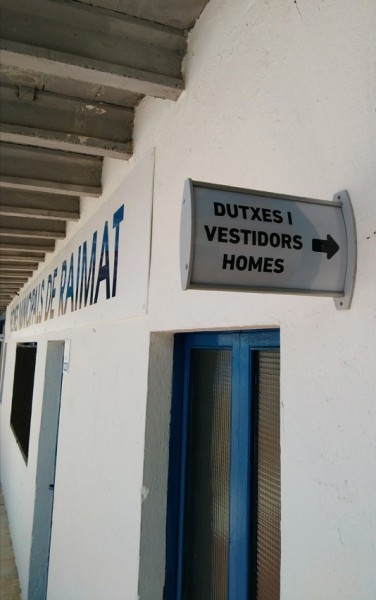 DUTXES I
VESTIDORS
HOMES
DE RAIMAT